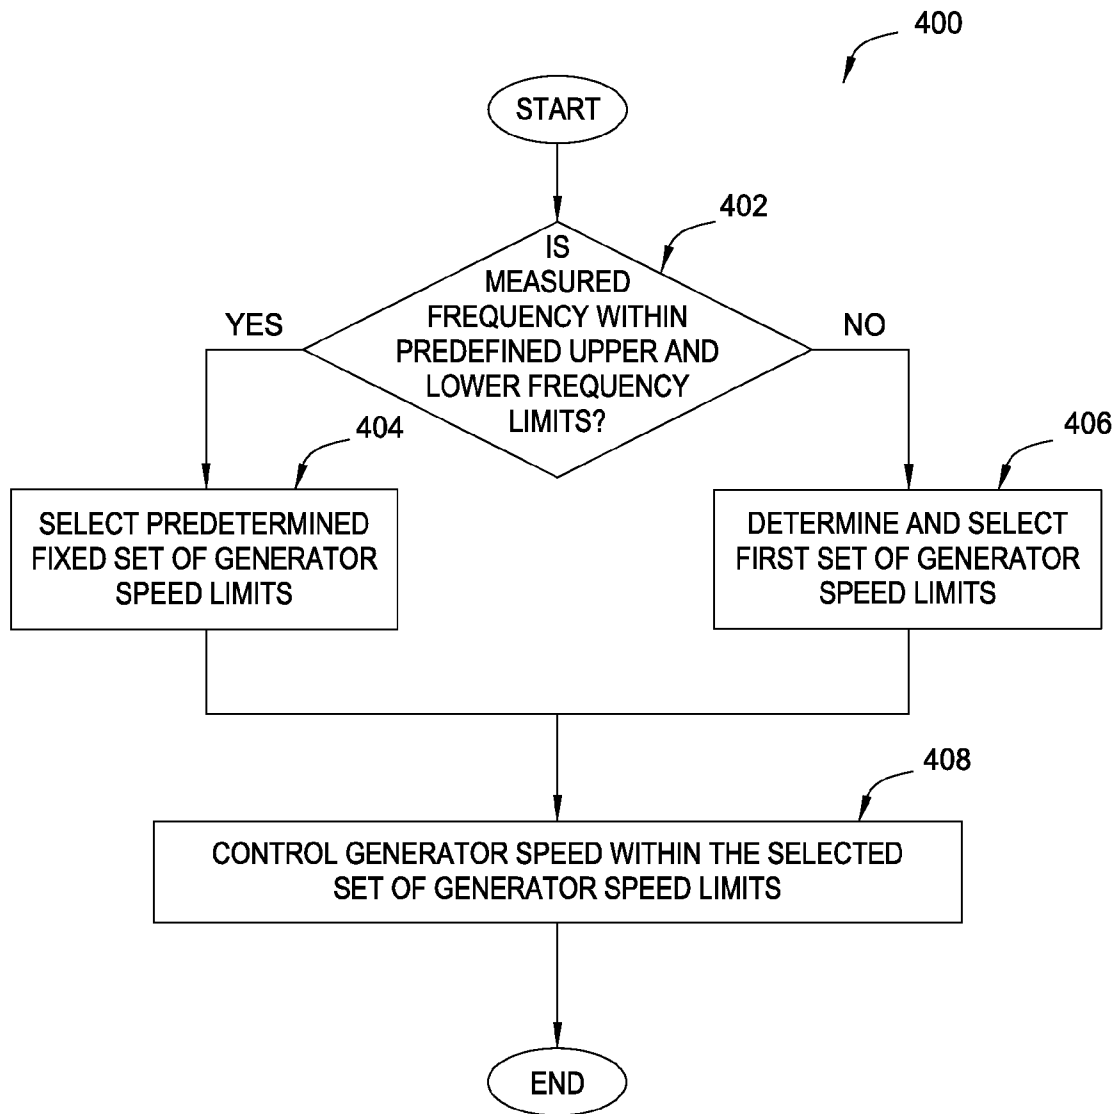 400
START
402
IS
MEASURED
FREQUENCY WITHIN
PREDEFINED UPPER AND
LOWER FREQUENCY
LIMITS?
YES
NO
404
406
SELECT PREDETERMINED
FIXED SET OF GENERATOR
SPEED LIMITS
DETERMINE AND SELECT
FIRST SET OF GENERATOR
SPEED LIMITS
408
CONTROL GENERATOR SPEED WITHIN THE SELECTED
SET OF GENERATOR SPEED LIMITS
END